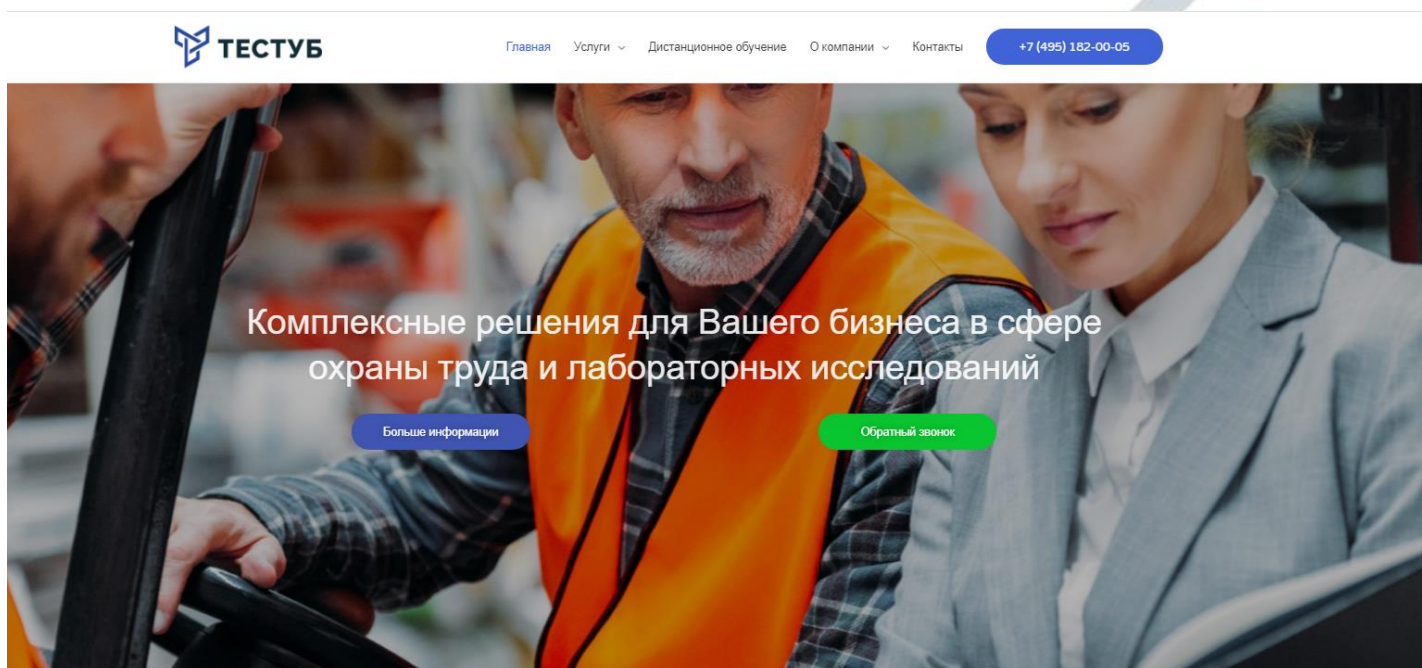 ТЕСТУБ
Главная Услуги Дистанционное обучение О компании Контакты +7 (495) 182-00-05
Комплексные решения для Вашего бизнеса в сфере
охраны труда и лабораторных исследований
Больше информации Обратный звонок